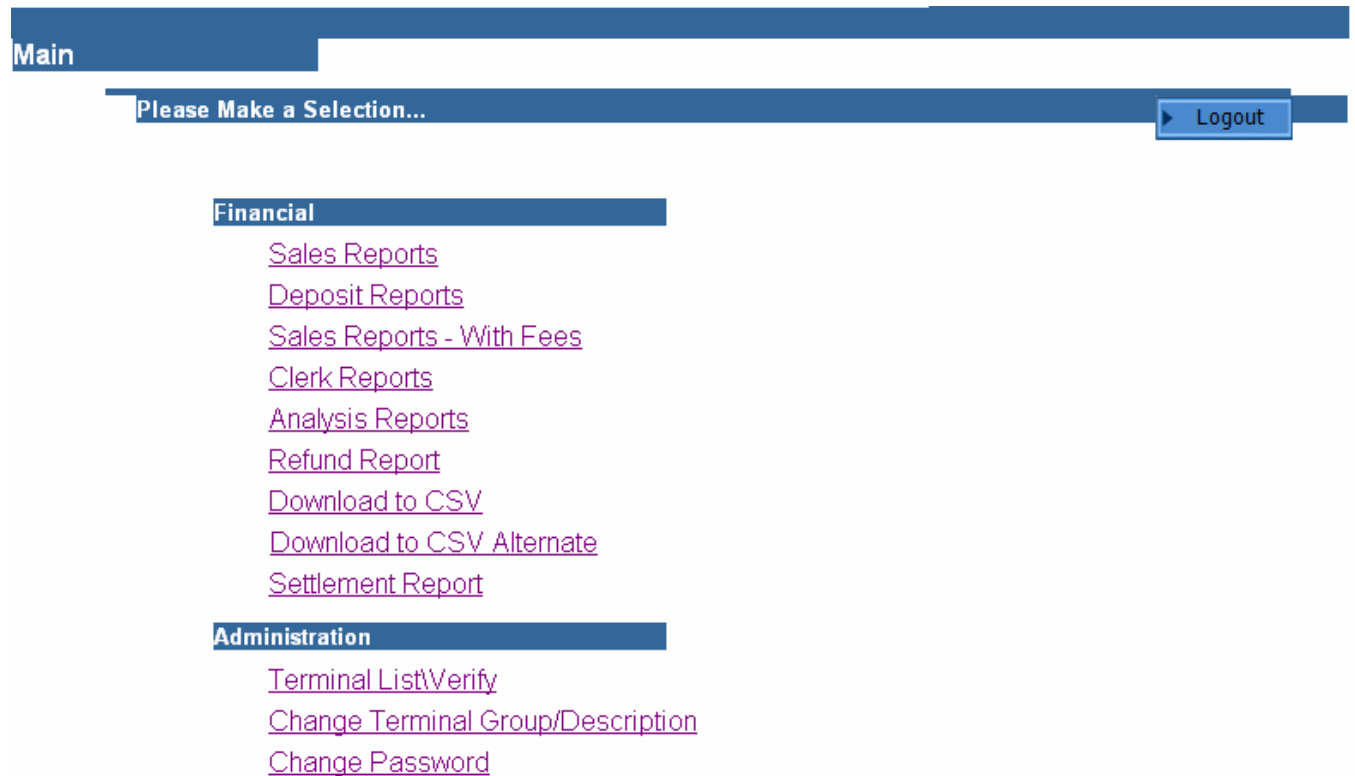 Main
Please Make a Selection...
Logout
Financial
Sales Reports
Deposit Reports
Sales Reports - With Fees
Clerk Reports
Analysis Reports
Refund Report
Download to CSV
Download to CSV Alternate
Settlement Report
Administration
Terminal List\Verify
Change Terminal Group/Description
Change Password